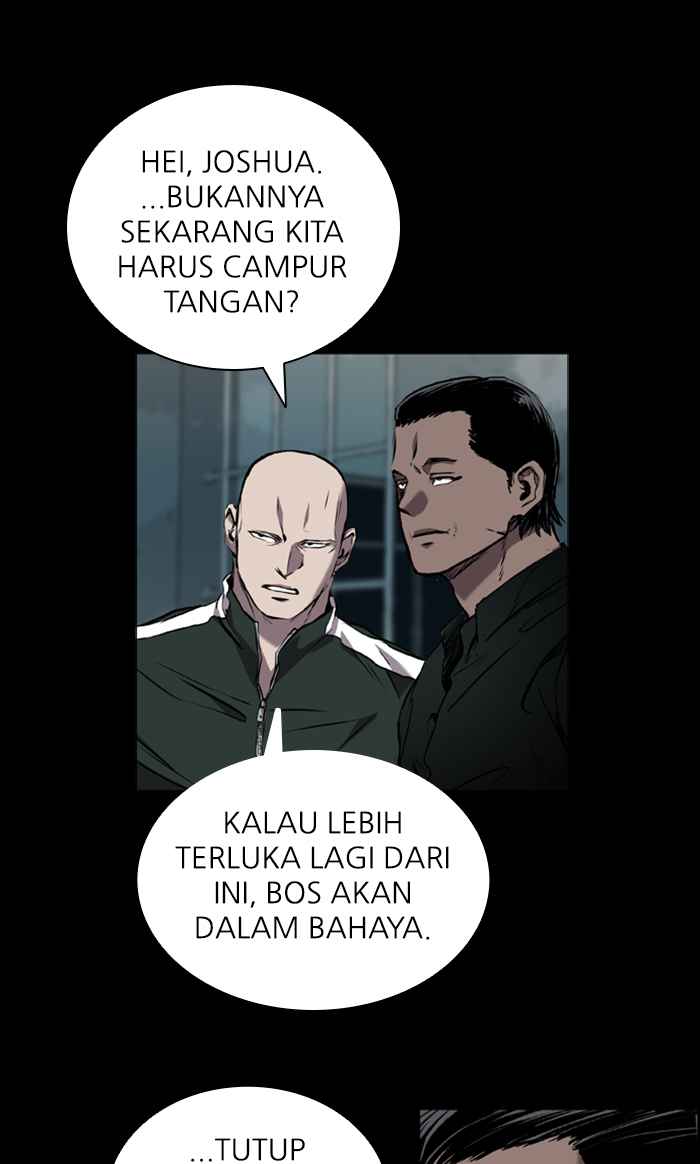 HEI, JOSHUA.
...BUKANNYA
SEKARANG KITA
HARUS CAMPUR
TANGAN?
KALAU LEBIH
TERLUKA LAGI DARI
INI, BOS AKAN
DALAM BAHAYA.
...TUTUP